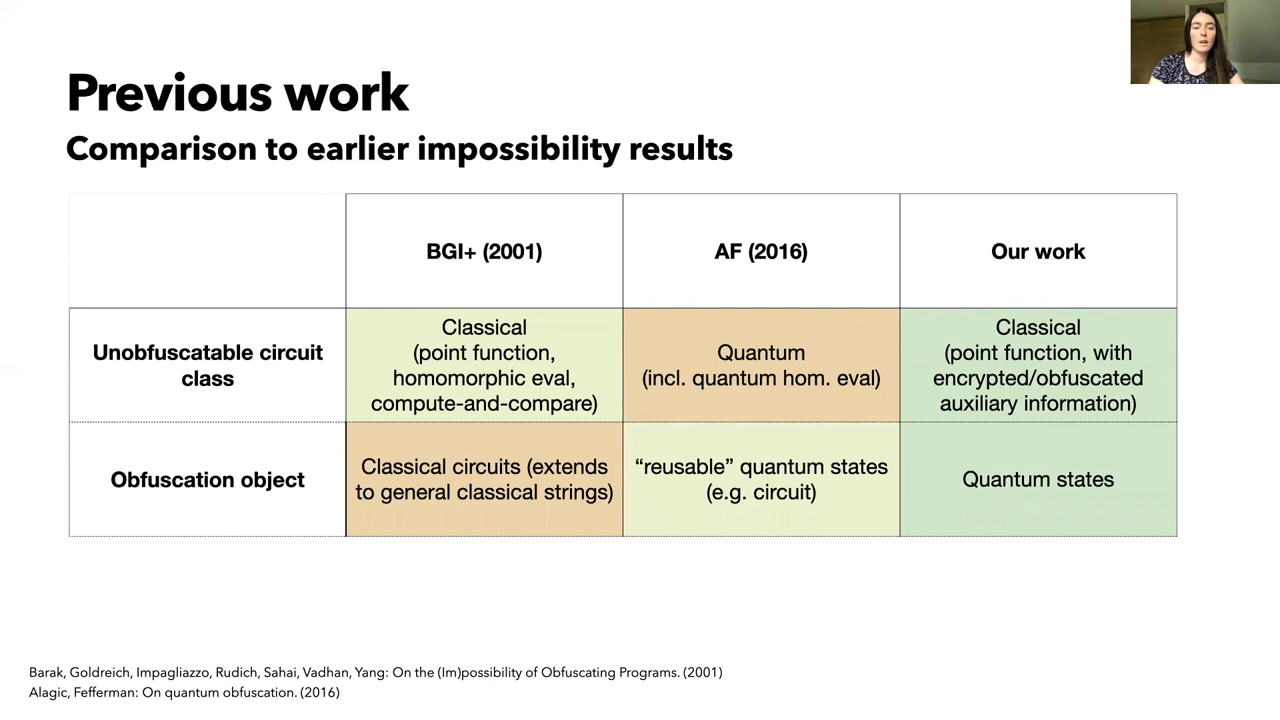 Previous work
Comparison to earlier impossibility results
BGI+ (2001)
AF (2016)
Our work
Unobfuscatable circuit
class
Classical
(point function,
homomorphic eval,
compute-and-compare)
Quantum
(incl. quantum hom. eval)
Classical
(point function, with
encrypted/obfuscated
auxiliary information)
Obfuscation object
Classical circuits (extends
to general classical strings)
“reusable” quantum states
(e.g. circuit)
Quantum states
Barak, Goldreich, Impagliazzo, Rudich, Sahai, Vadhan, Yang: On the (Im)possibility of Obfuscating Programs. (2001)
Alagic, Fefferman: On quantum obfuscation. (2016)